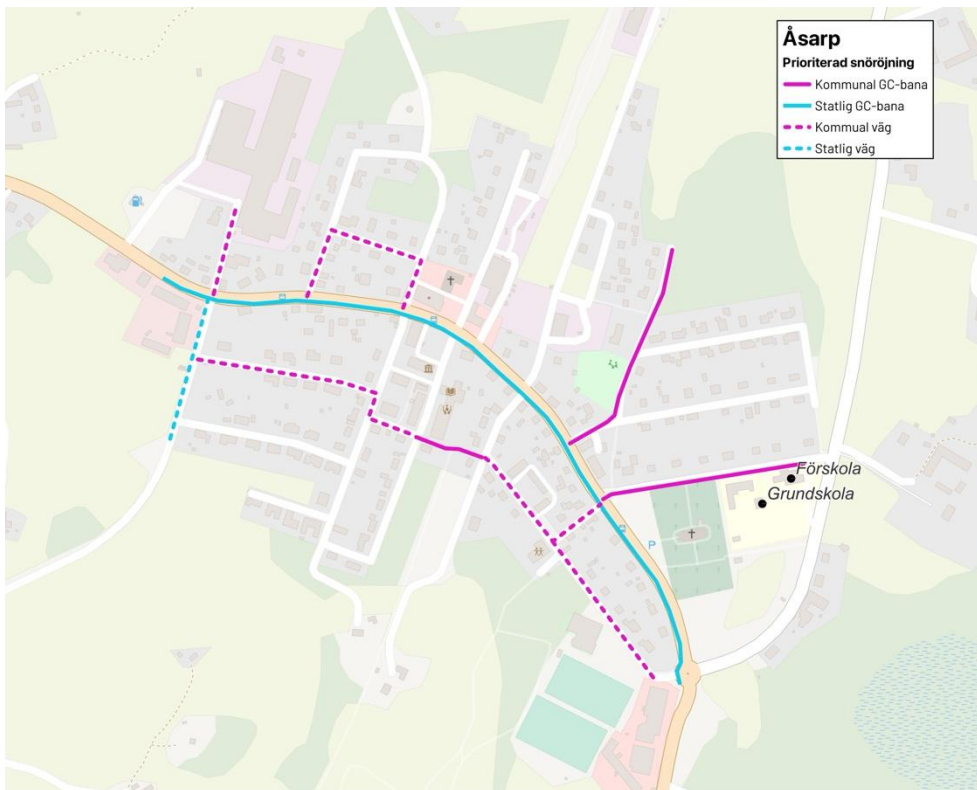 Åsarp
Prioriterad snöröjning
Kommunal GC-bana
Statlig GC-bana
Kommual väg
Statlig väg
Förskola
Grundskola
P